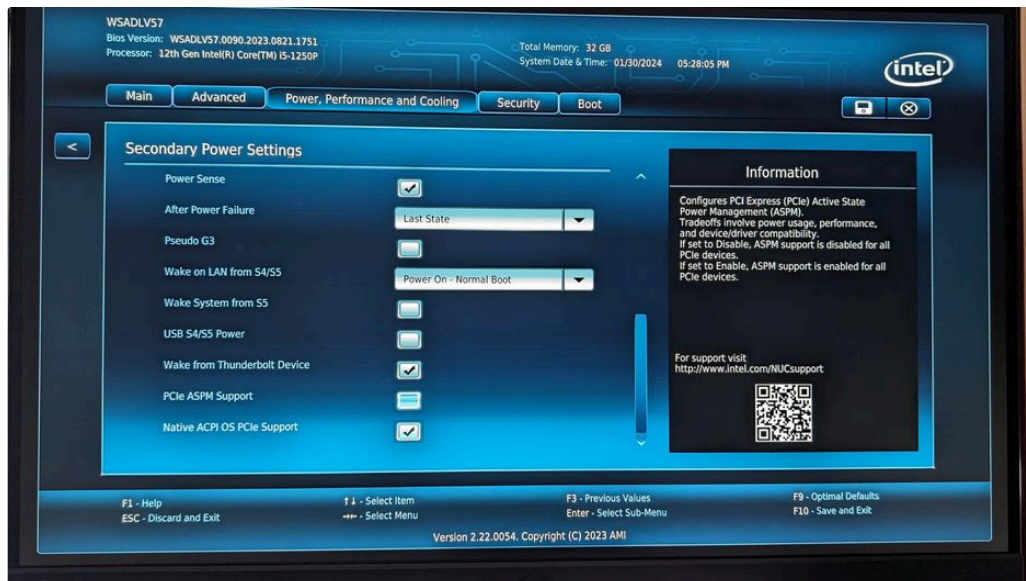 WSADLV57
Bios Version: WSADLV57.0090.2023.0821.1751
Processor: 12th Gen Intel(R) Core(TM) i5-1250P
Total Memory: 32 GB
System Date & Time: 01/30/2024 05:28:05 PM
intel
Main Advanced Power, Performance and Cooling Security Boot
<
Secondary Power Settings
Power Sense
After Power Failure Last State
Pseudo G3
Wake on LAN from S4/S5 Power On - Normal Boot
Wake System from S5
USB S4/S5 Power
Wake from Thunderbolt Device
PCIe ASPM Support
Native ACPI OS PCIe Support
Information
Configures PCI Express (PCIe) Active State
Power Management (ASPM).
Tradeoffs involve power usage, performance,
and device/driver compatibility.
If set to Disable, ASPM support is disabled for all
PCIe devices.
If set to Enable, ASPM support is enabled for all
PCIe devices.
For support visit
http://www.intel.com/NUCsupport
F1 - Help
ESC - Discard and Exit
↑↓ - Select Item
→← - Select Menu
F3 - Previous Values
Enter - Select Sub-Menu
F9 - Optimal Defaults
F10 - Save and Exit
Version 2.22.0054. Copyright (C) 2023 AMI